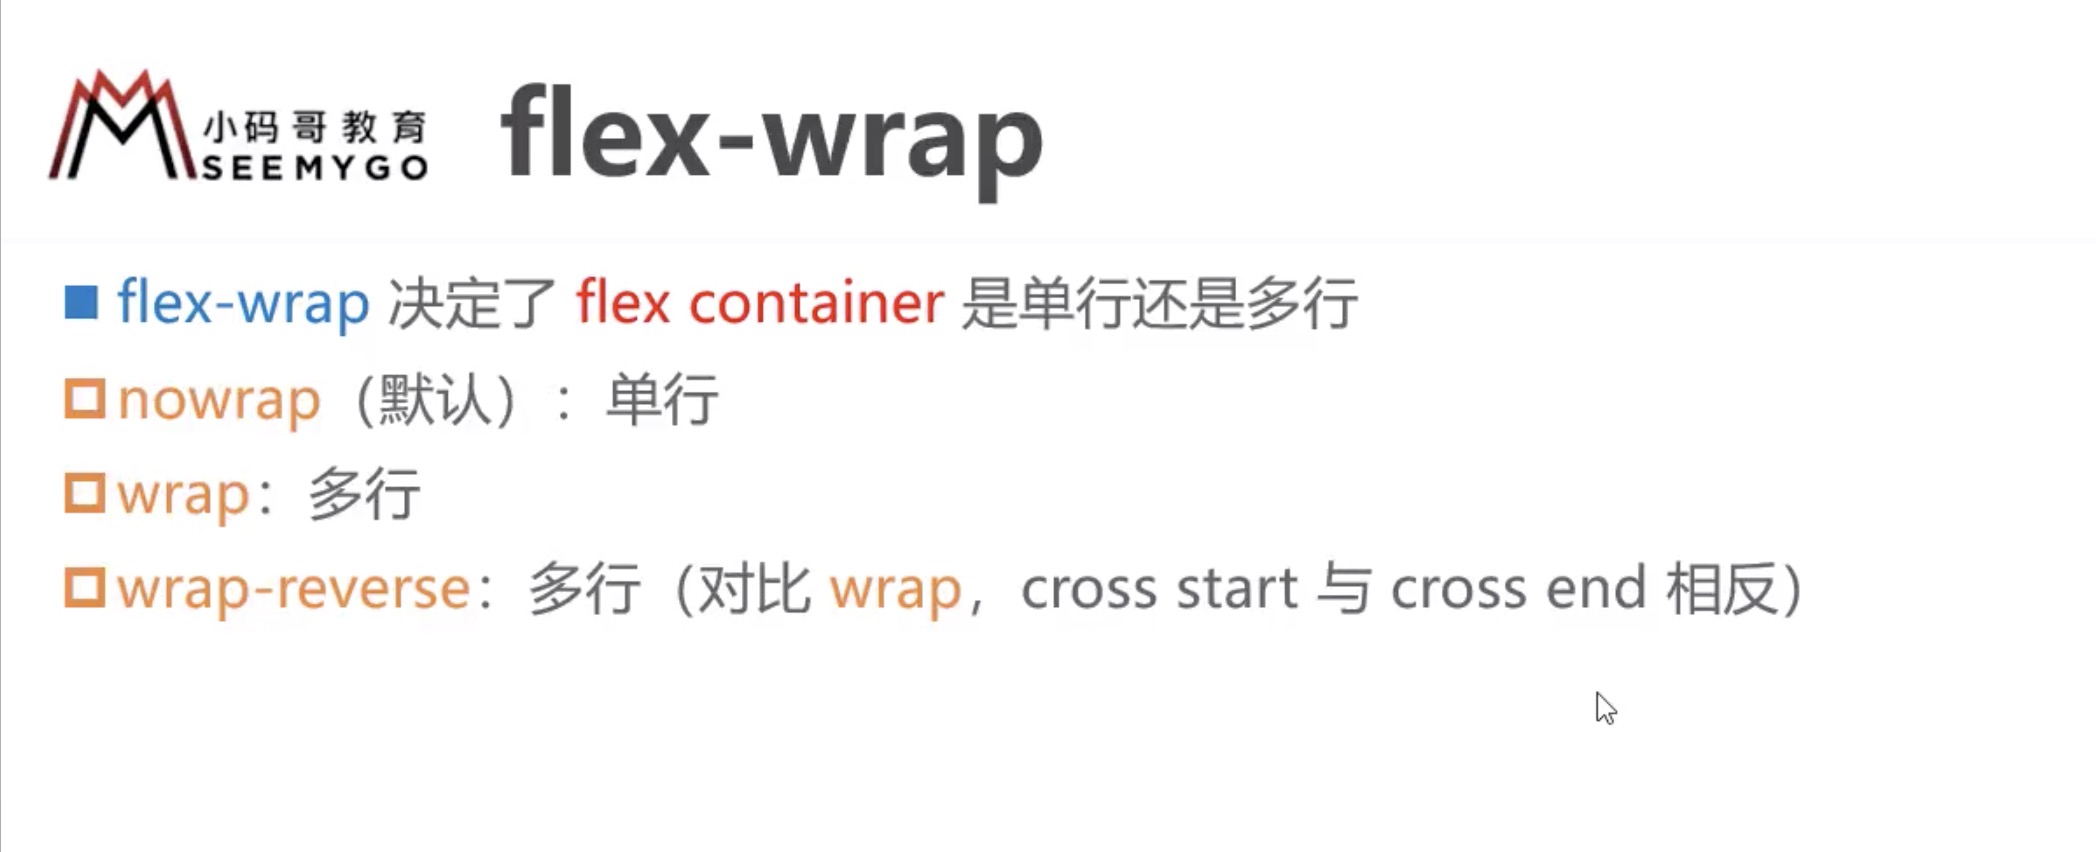 小码哥教育
SEEMYGO
flex-wrap
flex-wrap 决定了 flex container 是单行还是多行
nowrap（默认）：单行
wrap：多行
wrap-reverse：多行（对比 wrap，cross start 与 cross end 相反）